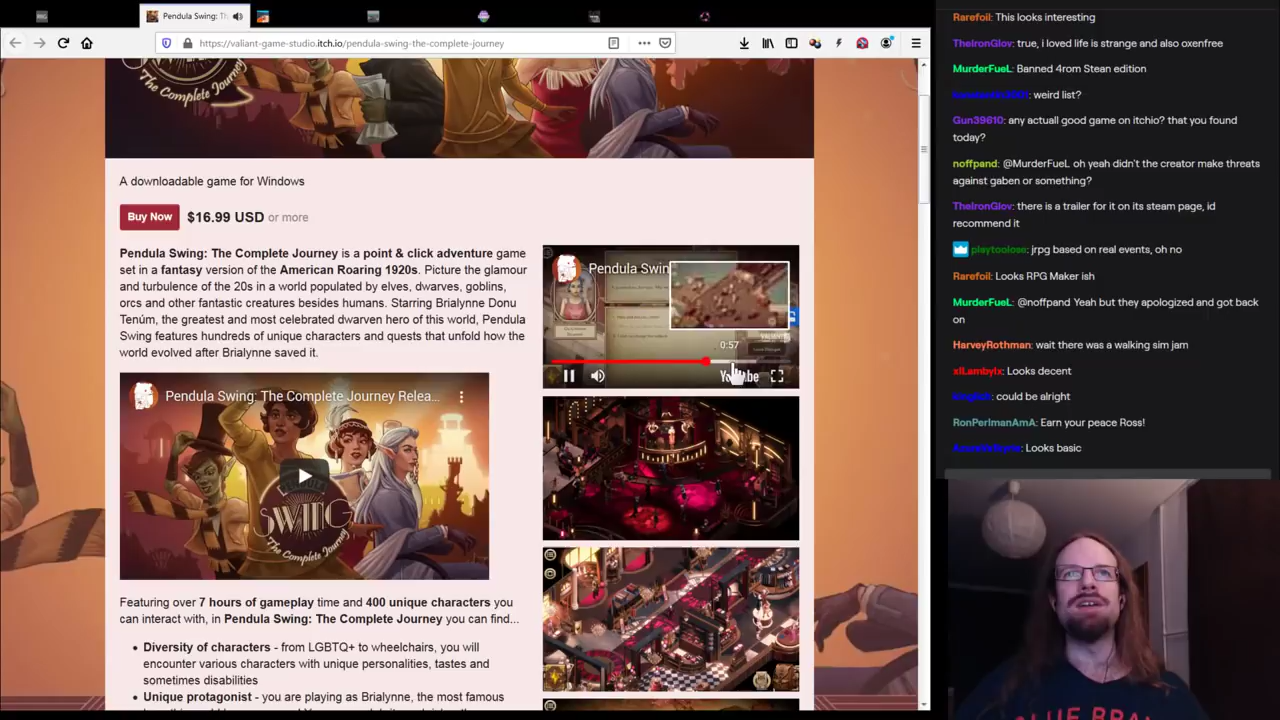 Pendula Swing: Th
https://valiant-game-studio.itch.io/pendula-swing-the-complete-journey
SWING
The Complete Journey
A downloadable game for Windows
Buy Now $16.99 USD or more
Pendula Swing: The Complete Journey is a point & click adventure game
set in a fantasy version of the American Roaring 1920s. Picture the glamour
and turbulence of the 20s in a world populated by elves, dwarves, goblins,
orcs and other fantastic creatures besides humans. Starring Brialynne Donu
Tenúm, the greatest and most celebrated dwarven hero of this world, Pendula
Swing features hundreds of unique characters and quests that unfold how the
world evolved after Brialynne saved it.
Pendula Swing: The Complete Journey Relea...
SWING
The Complete Journey
Featuring over 7 hours of gameplay time and 400 unique characters you
can interact with, in Pendula Swing: The Complete Journey you can find...
• Diversity of characters - from LGBTQ+ to wheelchairs, you will
encounter various characters with unique personalities, tastes and
sometimes disabilities
• Unique protagonist - you are playing as Brialynne, the most famous
Pendula Swin
0:57
YouTube
Rarefoil: This looks interesting
TheIronGlov: true, i loved life is strange and also oxenfree
MurderFueL: Banned 4rom Stean edition
: weird list?
Gun39610: any actuall good game on itchio? that you found
today?
noffpand: @MurderFueL oh yeah didn't the creator make threats
against gaben or something?
TheIronGlov: there is a trailer for it on its steam page, id
recommend it
playtooloso: jrpg based on real events, oh no
Rarefoil: Looks RPG Maker ish
MurderFueL: @noffpand Yeah but they apologized and got back
on
HarveyRothman: wait there was a walking sim jam
xlLambylx: Looks decent
: could be alright
RonPerlmanAmA: Earn your peace Ross!
: Looks basic